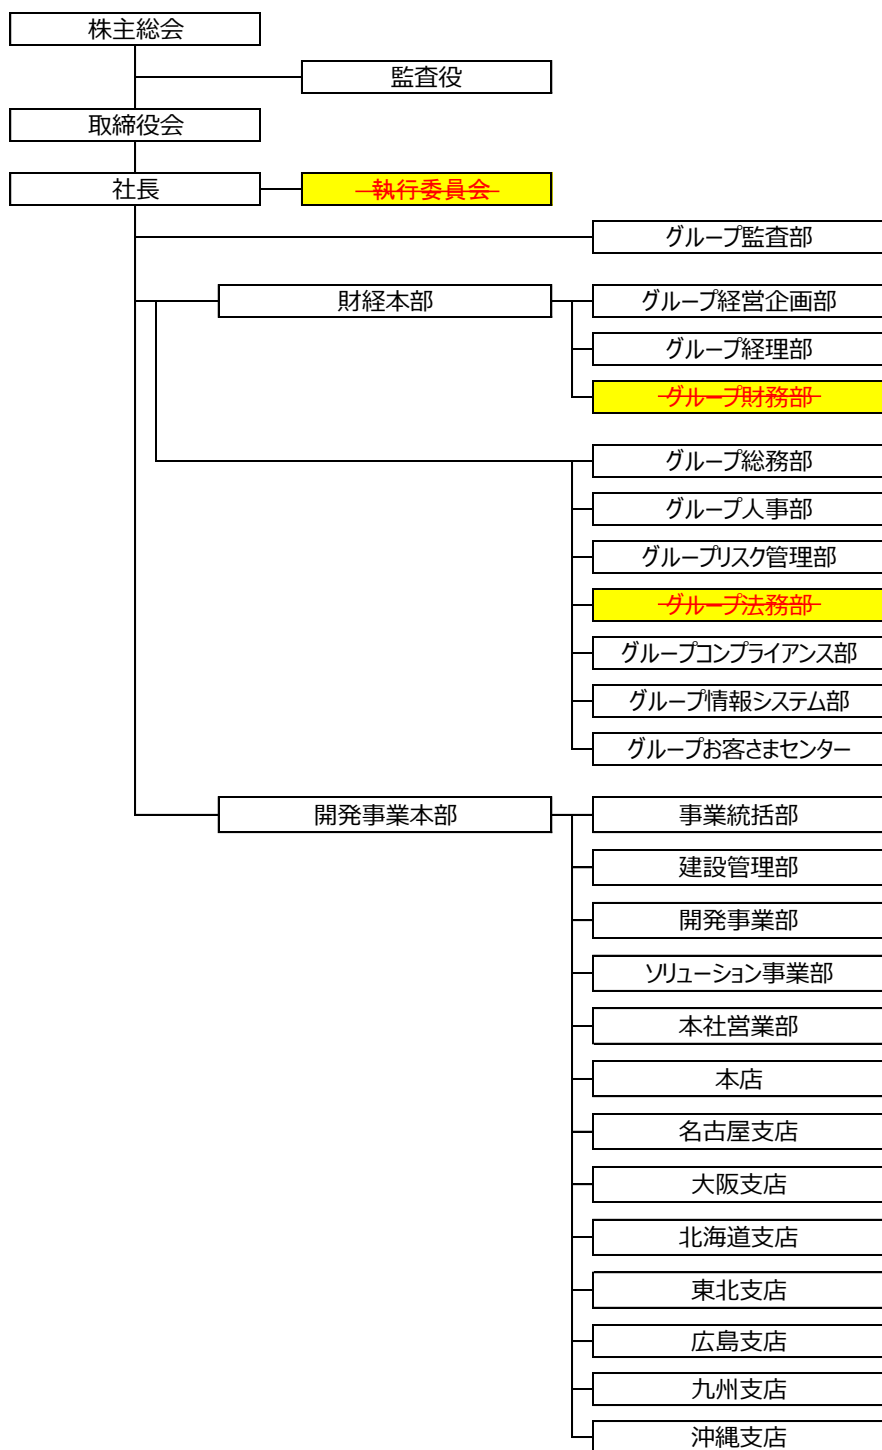 株主総会
監査役
取締役会
社長
執行委員会
グループ監査部
財経本部
グループ経営企画部
グループ経理部
グループ財務部
グループ総務部
グループ人事部
グループリスク管理部
グループ法務部
グループコンプライアンス部
グループ情報システム部
グループお客さまセンター
開発事業本部
事業統括部
建設管理部
開発事業部
ソリューション事業部
本社営業部
本店
名古屋支店
大阪支店
北海道支店
東北支店
広島支店
九州支店
沖縄支店